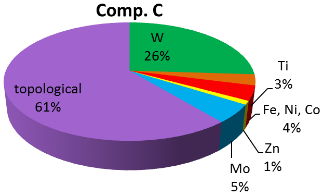 Comp. C
W
26%
Ti
3%
Fe, Ni, Co
4%
Zn
1%
Mo
5%
topological
61%